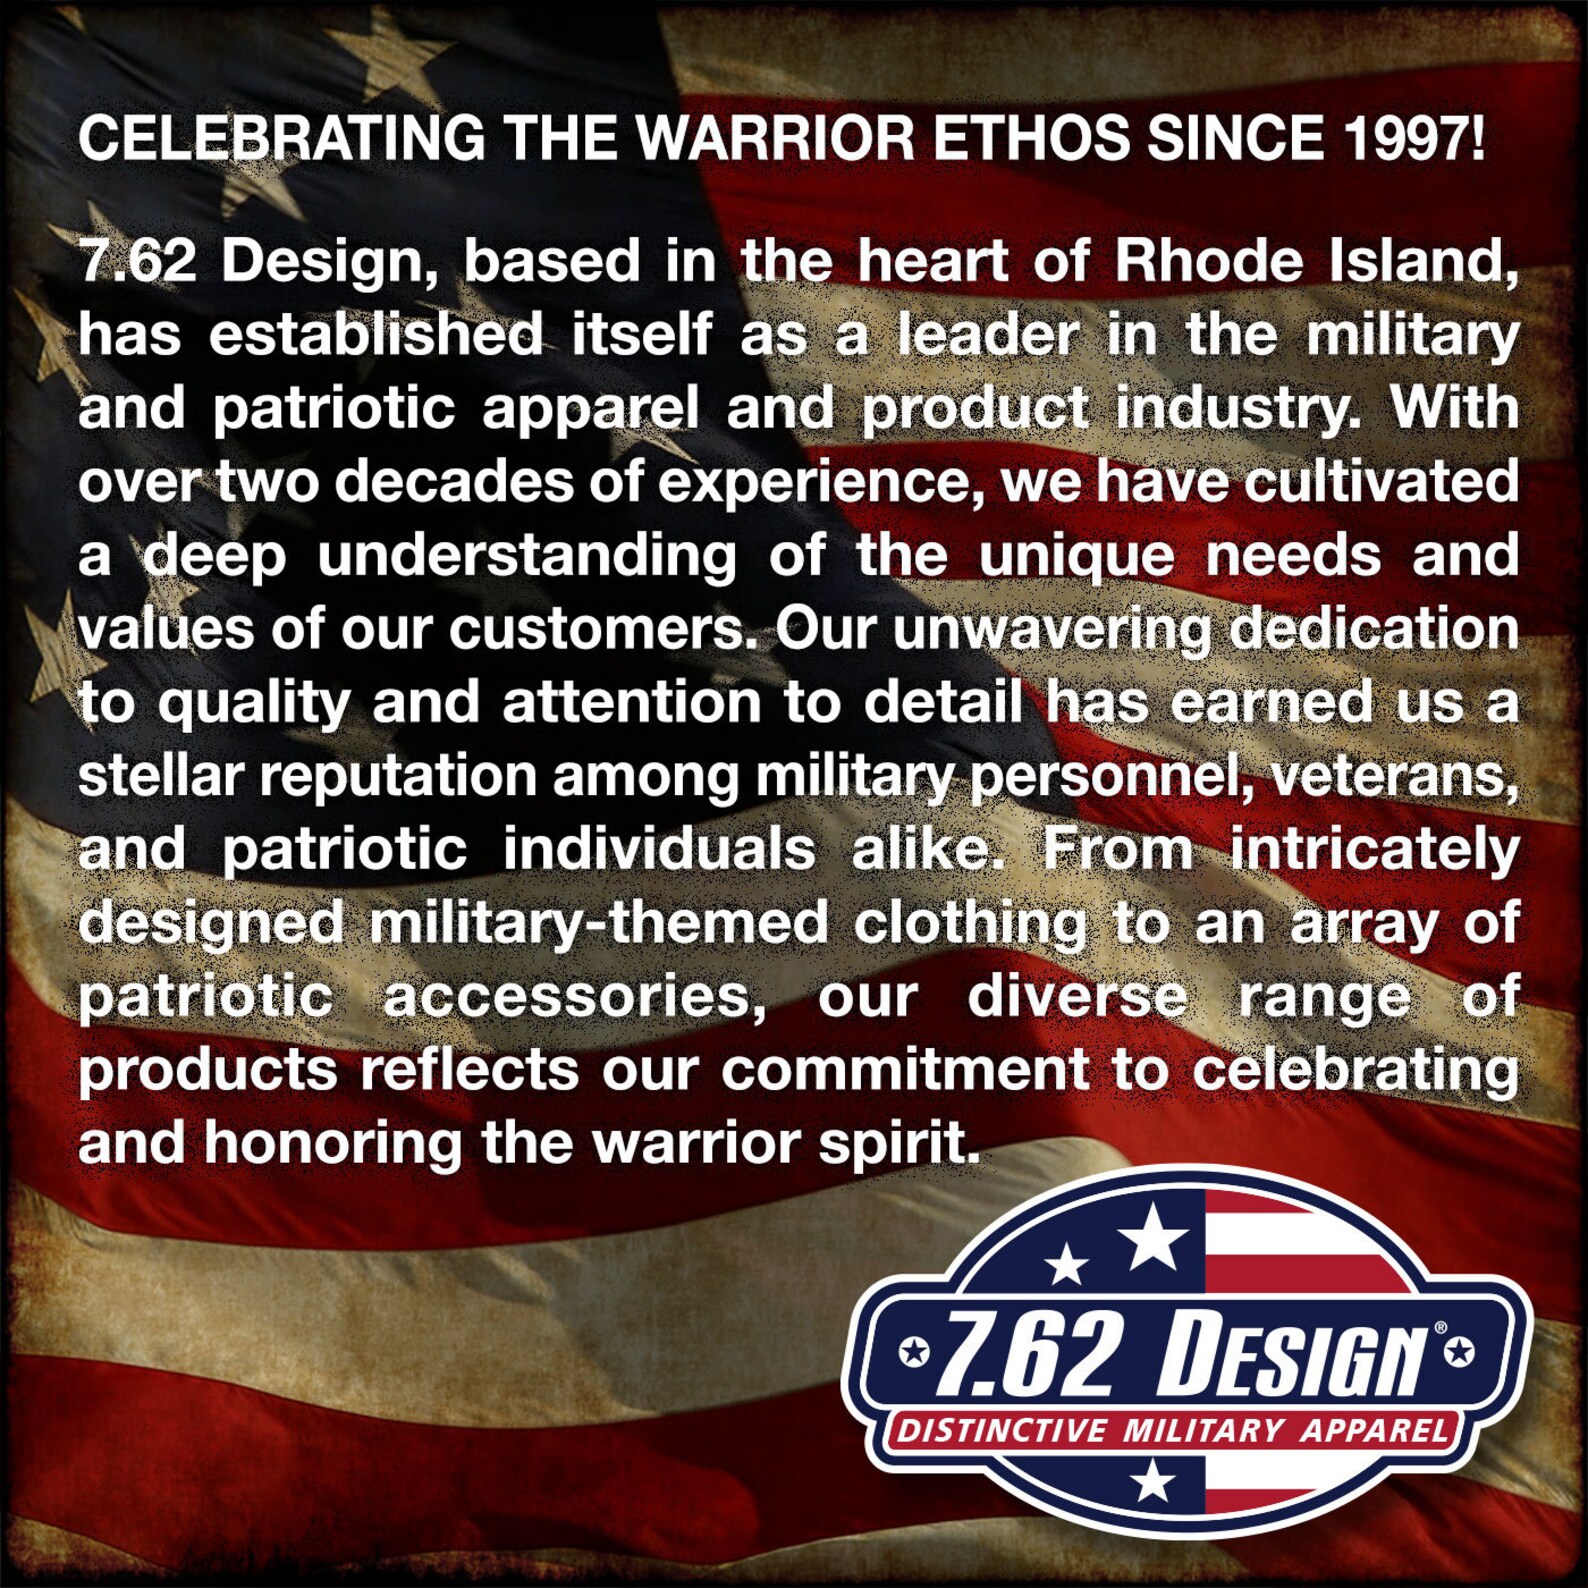 CELEBRATING THE WARRIOR ETHOS SINCE 1997!
7.62 Design, based in the heart of Rhode Island,
has established itself as a leader in the military
and patriotic apparel and product industry. With
over two decades of experience, we have cultivated
a deep understanding of the unique needs and
values of our customers. Our unwavering dedication
to quality and attention to detail has earned us a
stellar reputation among military personnel, veterans,
and patriotic individuals alike. From intricately
designed military-themed clothing to an array of
patriotic accessories, our diverse range of
products reflects our commitment to celebrating
and honoring the warrior spirit.
7.62 DESIGN®
DISTINCTIVE MILITARY APPAREL